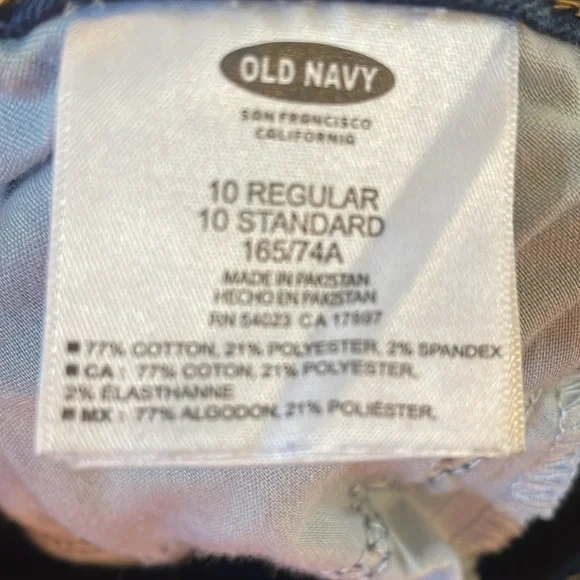 OLD NAVY
SAN FRANCISCO
CALIFORNIA
10 REGULAR
10 STANDARD
165/74A
MADE IN PAKISTAN
HECHO EN PAKISTAN
RN 54023 CA 17897
■ 77% COTTON, 21% POLYESTER, 2% SPANDEX
■ CA : 77% COTON, 21% POLYESTER,
2% ÉLASTHANNE
■ MX : 77% ALGODON, 21% POLIÉSTER,